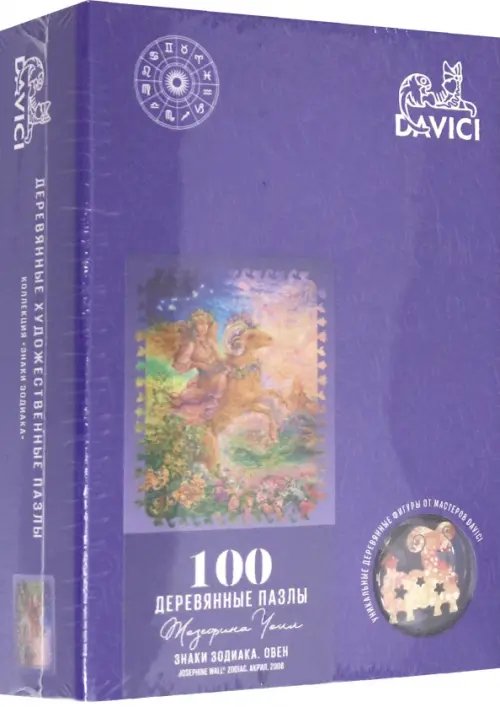 DAVICI
ДЕРЕВЯННЫЕ ХУДОЖЕСТВЕННЫЕ ПАЗЛЫ
КОЛЛЕКЦИЯ «ЗНАКИ ЗОДИАКА»
DAVICI
УНИКАЛЬНЫЕ ДЕРЕВЯННЫЕ ФИГУРЫ ОТ МАСТЕРОВ DAVICI
100
ДЕРЕВЯННЫЕ ПАЗЛЫ
Жозефина Уолл
ЗНАКИ ЗОДИАКА. ОВЕН
JOSEPHINE WALL® ZODIAC. АКРИЛ, 2008